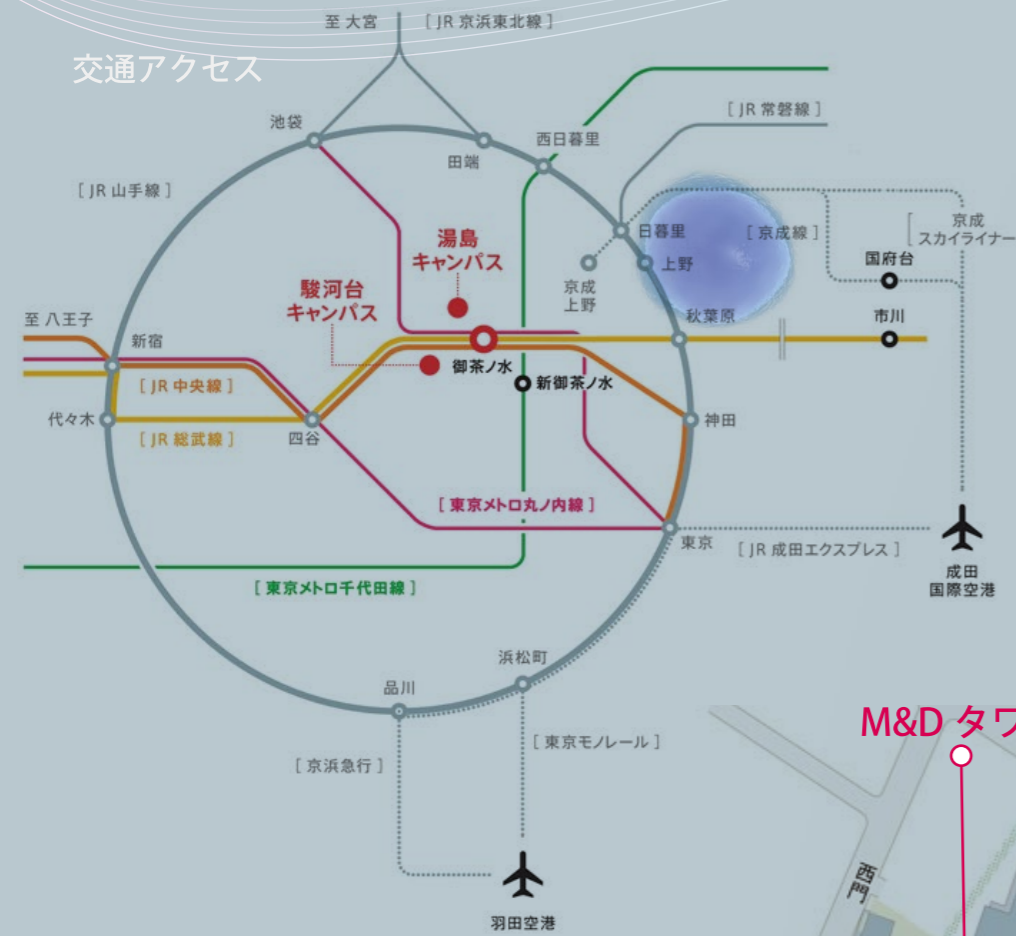 至 大宮
[ JR 京浜東北線 ]
交通アクセス
[ JR 常磐線 ]
池袋
西日暮里
田端
[ JR 山手線 ]
日暮里
[ 京成線 ]
[ 京成
スカイライナー
湯島
キャンパス
上野
国府台
京成
上野
駿河台
キャンパス
至 八王子
新宿
秋葉原
市川
御茶ノ水
新御茶ノ水
[ JR 中央線 ]
代々木
[ JR 総武線 ]
四谷
神田
[ 東京メトロ丸ノ内線 ]
東京
[ JR 成田エクスプレス ]
成田
国際空港
[ 東京メトロ千代田線 ]
浜松町
品川
[ 東京モノレール ]
[ 京浜急行 ]
羽田空港
M&D タワ
西門